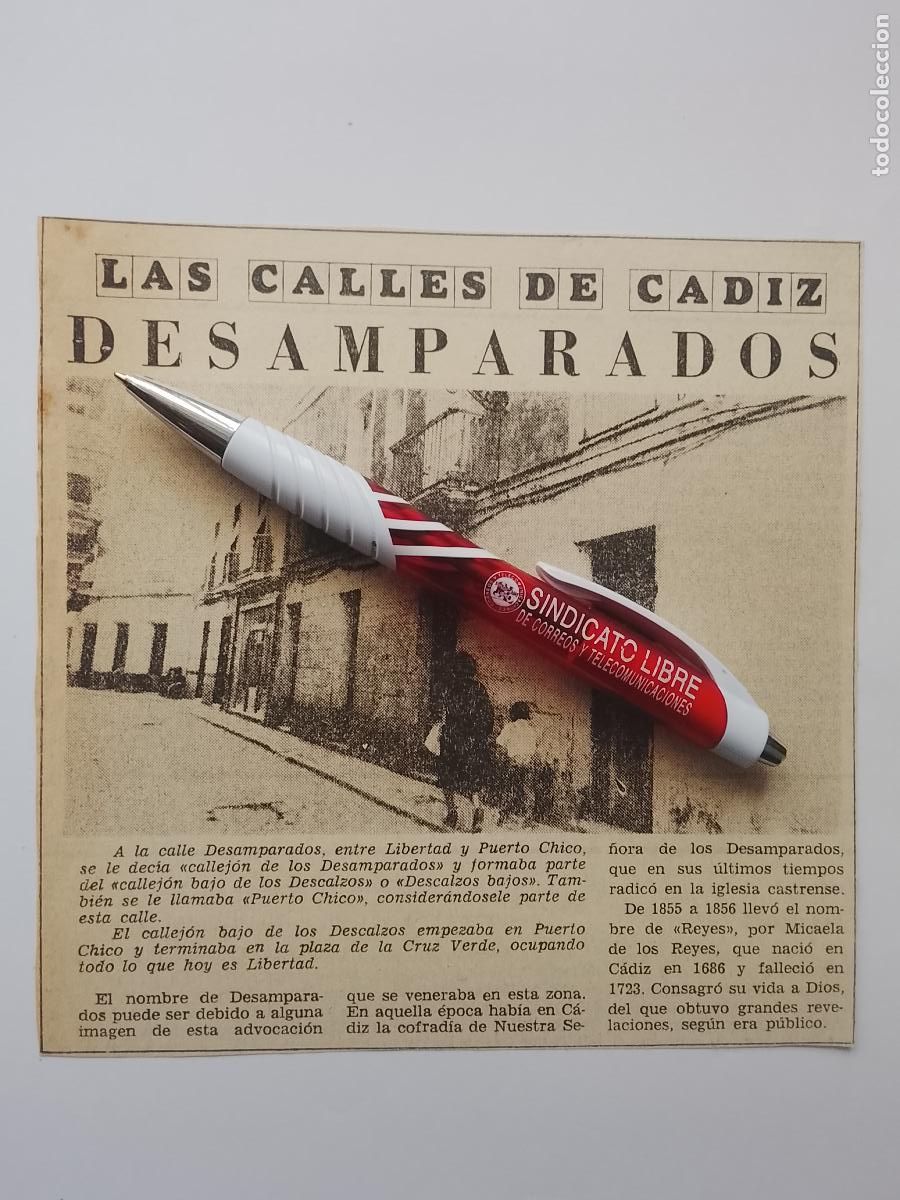 todocoleccion
LAS CALLES DE CADIZ
DESAMPARADOS
SINDICATO LIBRE
DE CORREOS Y TELECOMUNICACIONES
A la calle Desamparados, entre Libertad y Puerto Chico,
se le decía «callejón de los Desamparados» y formaba parte
del «callejón bajo de los Descalzos» o «Descalzos bajos». Tam-
bién se le llamaba «Puerto Chico», considerándosele parte de
esta calle.
El callejón bajo de los Descalzos empezaba en Puerto
Chico y terminaba en la plaza de la Cruz Verde, ocupando
todo lo que hoy es Libertad.
El nombre de Desampara-
dos puede ser debido a alguna
imagen de esta advocación
que se veneraba en esta zona.
En aquella época había en Cá-
diz la cofradía de Nuestra Se-
ñora de los Desamparados,
que en sus últimos tiempos
radicó en la iglesia castrense.
De 1855 a 1856 llevó el nom-
bre de «Reyes», por Micaela
de los Reyes, que nació en
Cádiz en 1686 y falleció en
1723. Consagró su vida a Dios,
del que obtuvo grandes reve-
laciones, según era público.